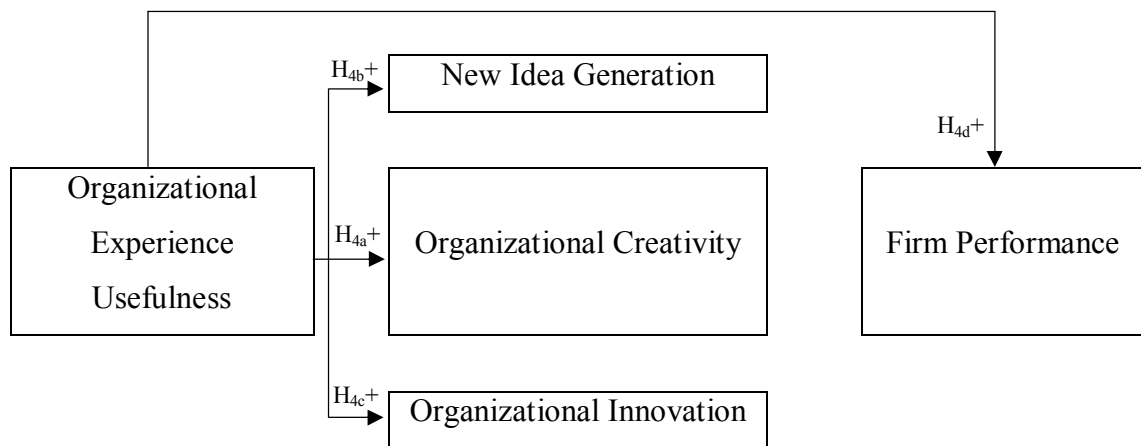 H4b+
New Idea Generation
H4d+
Organizational
Experience
Usefulness
H4a+
Organizational Creativity
Firm Performance
H4c+
Organizational Innovation